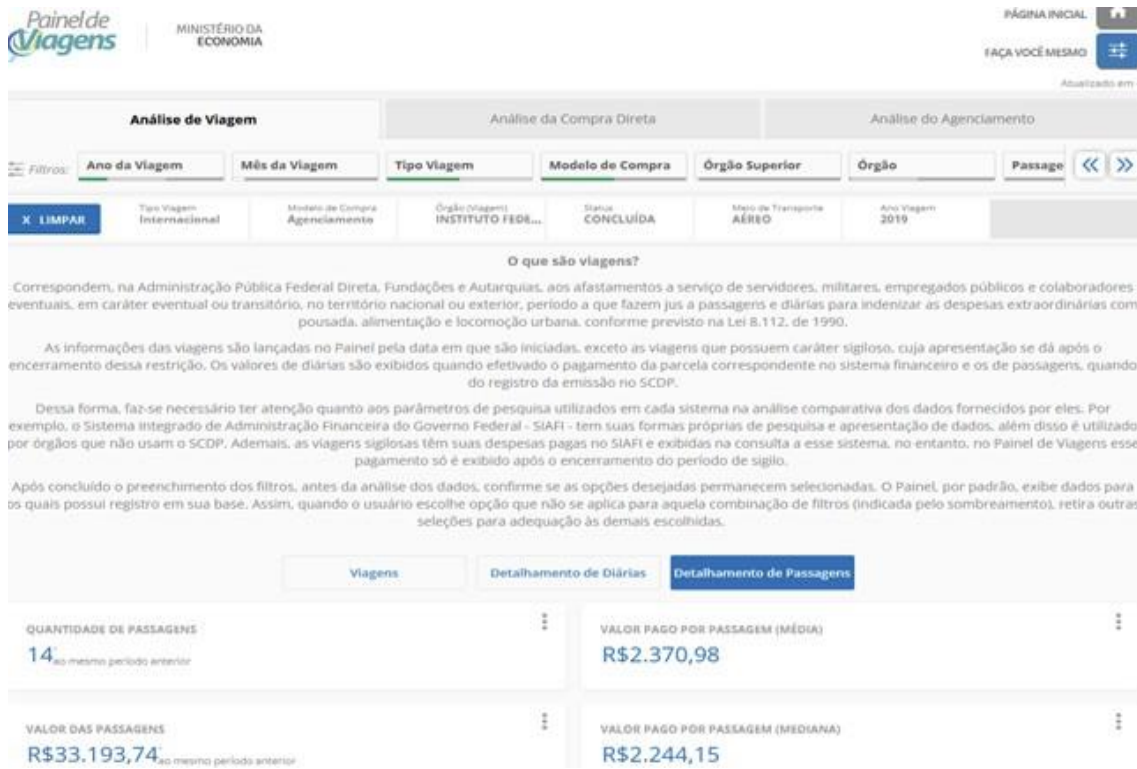 Painel de
Viagens
MINISTÉRIO DA
ECONOMIA
PÁGINA INICIAL
FAÇA VOCÊ MESMO
Atualizado em
Análise de Viagem
Análise da Compra Direta
Análise do Agenciamento
Filtros:
Ano da Viagem
Mês da Viagem
Tipo Viagem
Modelo de Compra
Órgão Superior
Órgão
Passage
X LIMPAR
Tipo Viagem
Internacional
Modelo de Compra
Agenciamento
Órgão (Viagem)
INSTITUTO FEDE...
Status
CONCLUÍDA
Meio de Transporte
AÉREO
Ano Viagem
2019
O que são viagens?
Correspondem, na Administração Pública Federal Direta, Fundações e Autarquias, aos afastamentos a serviço de servidores, militares, empregados públicos e colaboradores
eventuais, em caráter eventual ou transitório, no território nacional ou exterior, período a que fazem jus a passagens e diárias para indenizar as despesas extraordinárias com
pousada, alimentação e locomoção urbana, conforme previsto na Lei 8.112, de 1990.
As informações das viagens são lançadas no Painel pela data em que são iniciadas, exceto as viagens que possuem caráter sigiloso, cuja apresentação se dá após o
encerramento dessa restrição. Os valores de diárias são exibidos quando efetivado o pagamento da parcela correspondente no sistema financeiro e os de passagens, quando
do registro da emissão no SCDP.
Dessa forma, faz-se necessário ter atenção quanto aos parâmetros de pesquisa utilizados em cada sistema na análise comparativa dos dados fornecidos por eles. Por
exemplo, o Sistema Integrado de Administração Financeira do Governo Federal - SIAFI - tem suas formas próprias de pesquisa e apresentação de dados, além disso é utilizado
por órgãos que não usam o SCDP. Ademais, as viagens sigilosas têm suas despesas pagas no SIAFI e exibidas na consulta a esse sistema, no entanto, no Painel de Viagens esse
pagamento só é exibido após o encerramento do período de sigilo.
Após concluído o preenchimento dos filtros, antes da análise dos dados, confirme se as opções desejadas permanecem selecionadas. O Painel, por padrão, exibe dados para
os quais possui registro em sua base. Assim, quando o usuário escolhe opção que não se aplica para aquela combinação de filtros (indicada pelo sombreamento), retira outras
seleções para adequação às demais escolhidas.
Viagens
Detalhamento de Diárias
Detalhamento de Passagens
QUANTIDADE DE PASSAGENS
14 ao mesmo período anterior
VALOR PAGO POR PASSAGEM (MÉDIA)
R$2.370,98
VALOR DAS PASSAGENS
R$33.193,74 ao mesmo período anterior
VALOR PAGO POR PASSAGEM (MEDIANA)
R$2.244,15